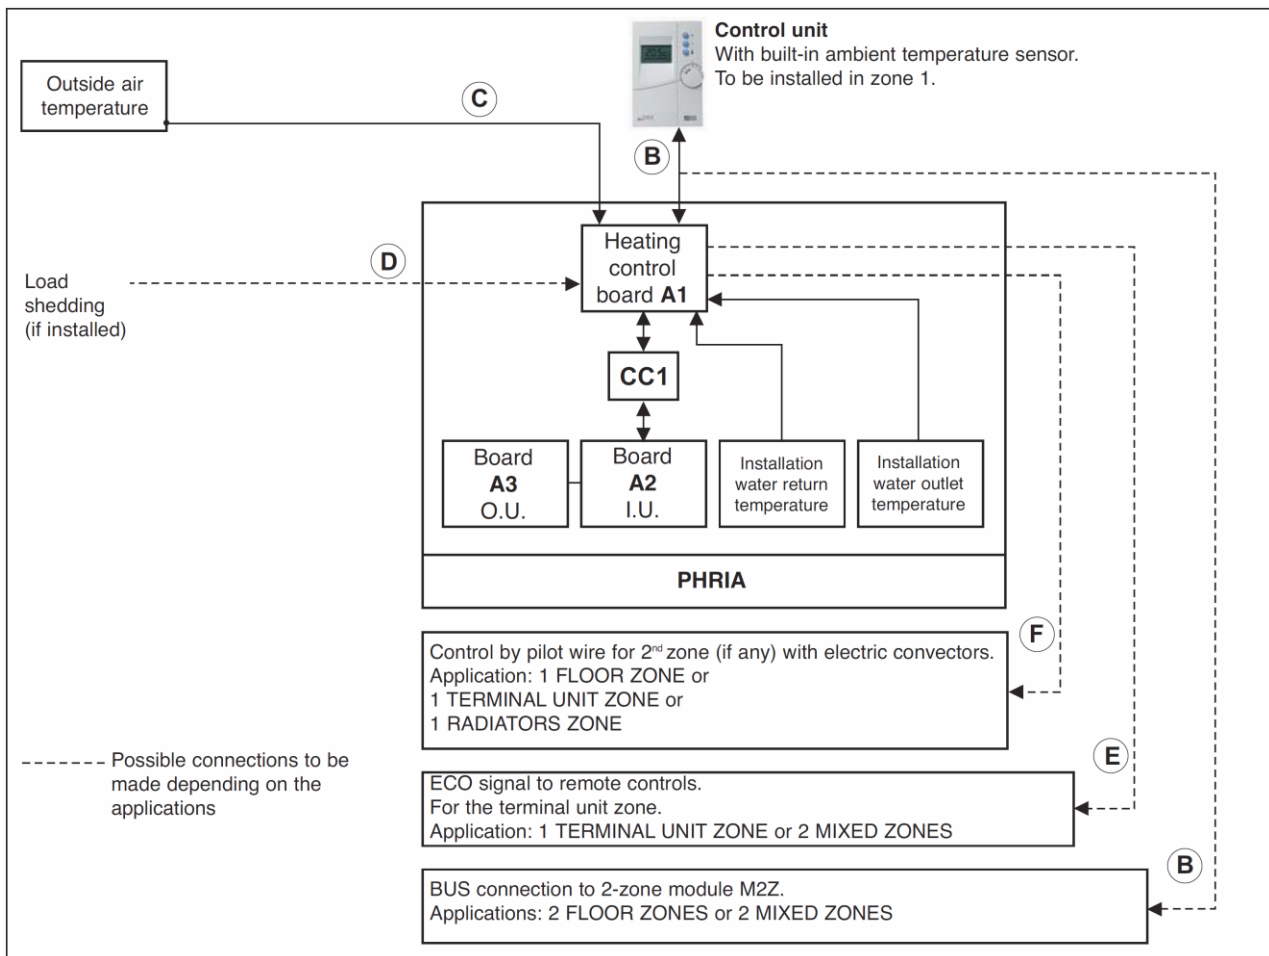 Control unit
With built-in ambient temperature sensor.
To be installed in zone 1.
Outside air
temperature
C
B
Heating
control
board A1
D
Load
shedding
(if installed)
CC1
Board
A3
O.U.
Board
A2
I.U.
Installation
water return
temperature
Installation
water outlet
temperature
PHRIA
F
Control by pilot wire for 2nd zone (if any) with electric convectors.
Application: 1 FLOOR ZONE or
1 TERMINAL UNIT ZONE or
1 RADIATORS ZONE
Possible connections to be
made depending on the
applications
E
ECO signal to remote controls.
For the terminal unit zone.
Application: 1 TERMINAL UNIT ZONE or 2 MIXED ZONES
B
BUS connection to 2-zone module M2Z.
Applications: 2 FLOOR ZONES or 2 MIXED ZONES